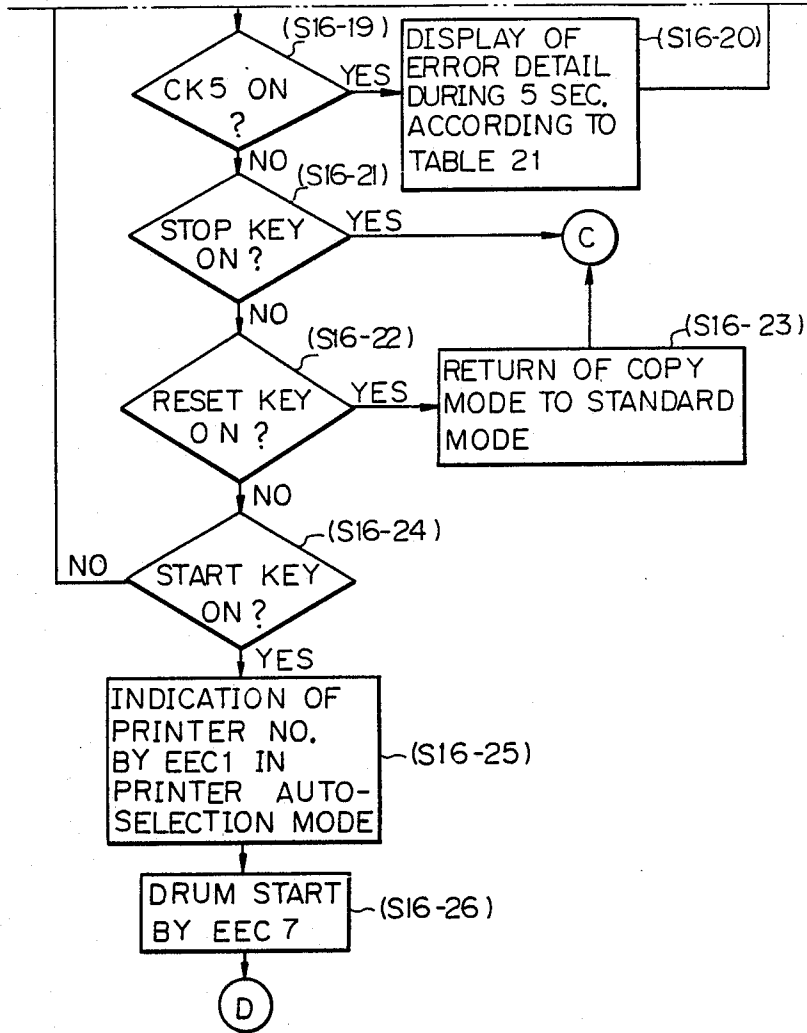 (S16-19)
CK5 ON
?
YES
DISPLAY OF
ERROR DETAIL
DURING 5 SEC.
ACCORDING TO
TABLE 21
(S16-20)
NO
(S16-21)
STOP KEY
ON?
YES
C
NO
(S16-22)
RESET KEY
ON?
YES
(S16-23)
RETURN OF COPY
MODE TO STANDARD
MODE
NO
(S16-24)
NO
START KEY
ON?
YES
INDICATION OF
PRINTER NO.
BY EEC1 IN
PRINTER AUTO-
SELECTION MODE
(S16-25)
DRUM START
BY EEC 7
(S16-26)
D